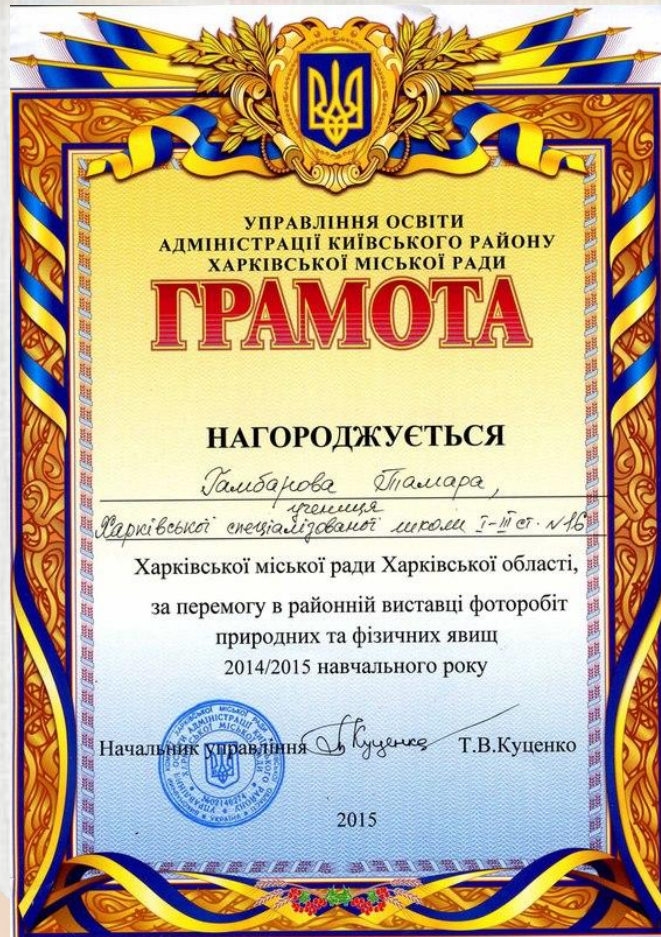 УПРАВЛІННЯ ОСВІТИ
АДМІНІСТРАЦІЇ КИЇВСЬКОГО РАЙОНУ
ХАРКІВСЬКОЇ МІСЬКОЇ РАДИ
ГРАМОТА
НАГОРОДЖУЄТЬСЯ
Гамбарова Тамара,
учениця
Харківської спеціалізованої школи І-ІІІ ст. №16
Харківської міської ради Харківської області,
за перемогу в районній виставці фоторобіт
природних та фізичних явищ
2014/2015 навчального року
Начальник управління Куценко Т.В.Куценко
2015